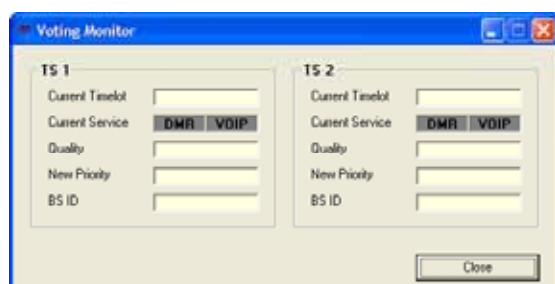 Voting Monitor
TS 1
Current Timelot
Current Service DMR VOIP
Quality
New Priority
BS ID
TS 2
Current Timelot
Current Service DMR VOIP
Quality
New Priority
BS ID
Close